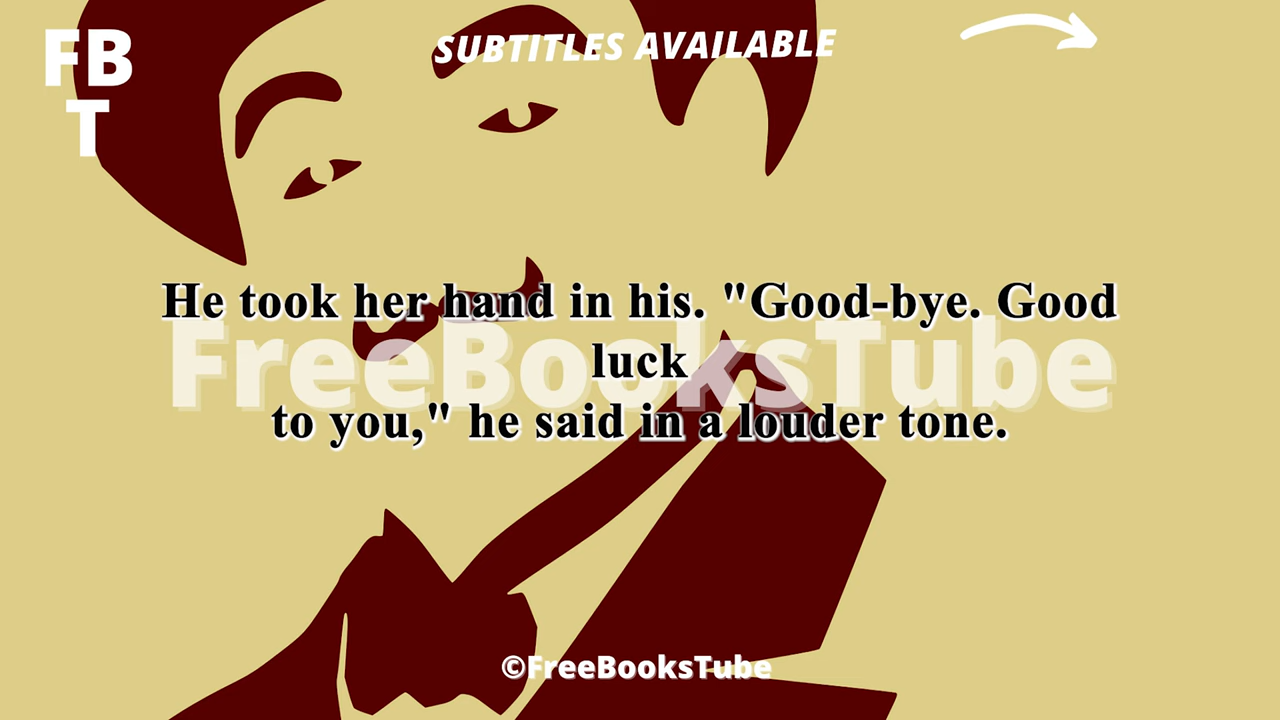 FB
T
SUBTITLES AVAILABLE
He took her hand in his. "Good-bye. Good
luck
FreeBooksTube
to you," he said in a louder tone.
©FreeBooksTube